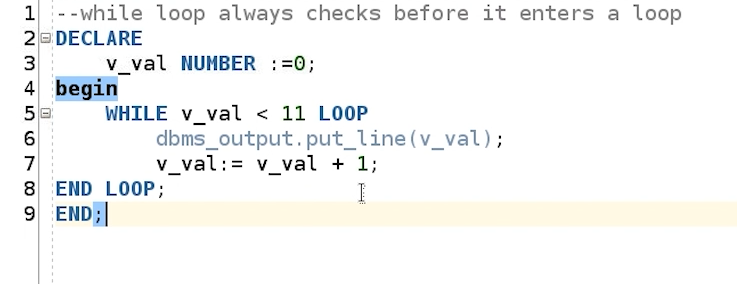 1 --while loop always checks before it enters a loop
2 DECLARE
3     v_val NUMBER :=0;
4 begin
5     WHILE v_val < 11 LOOP
6         dbms_output.put_line(v_val);
7         v_val:= v_val + 1;
8 END LOOP;
9 END;